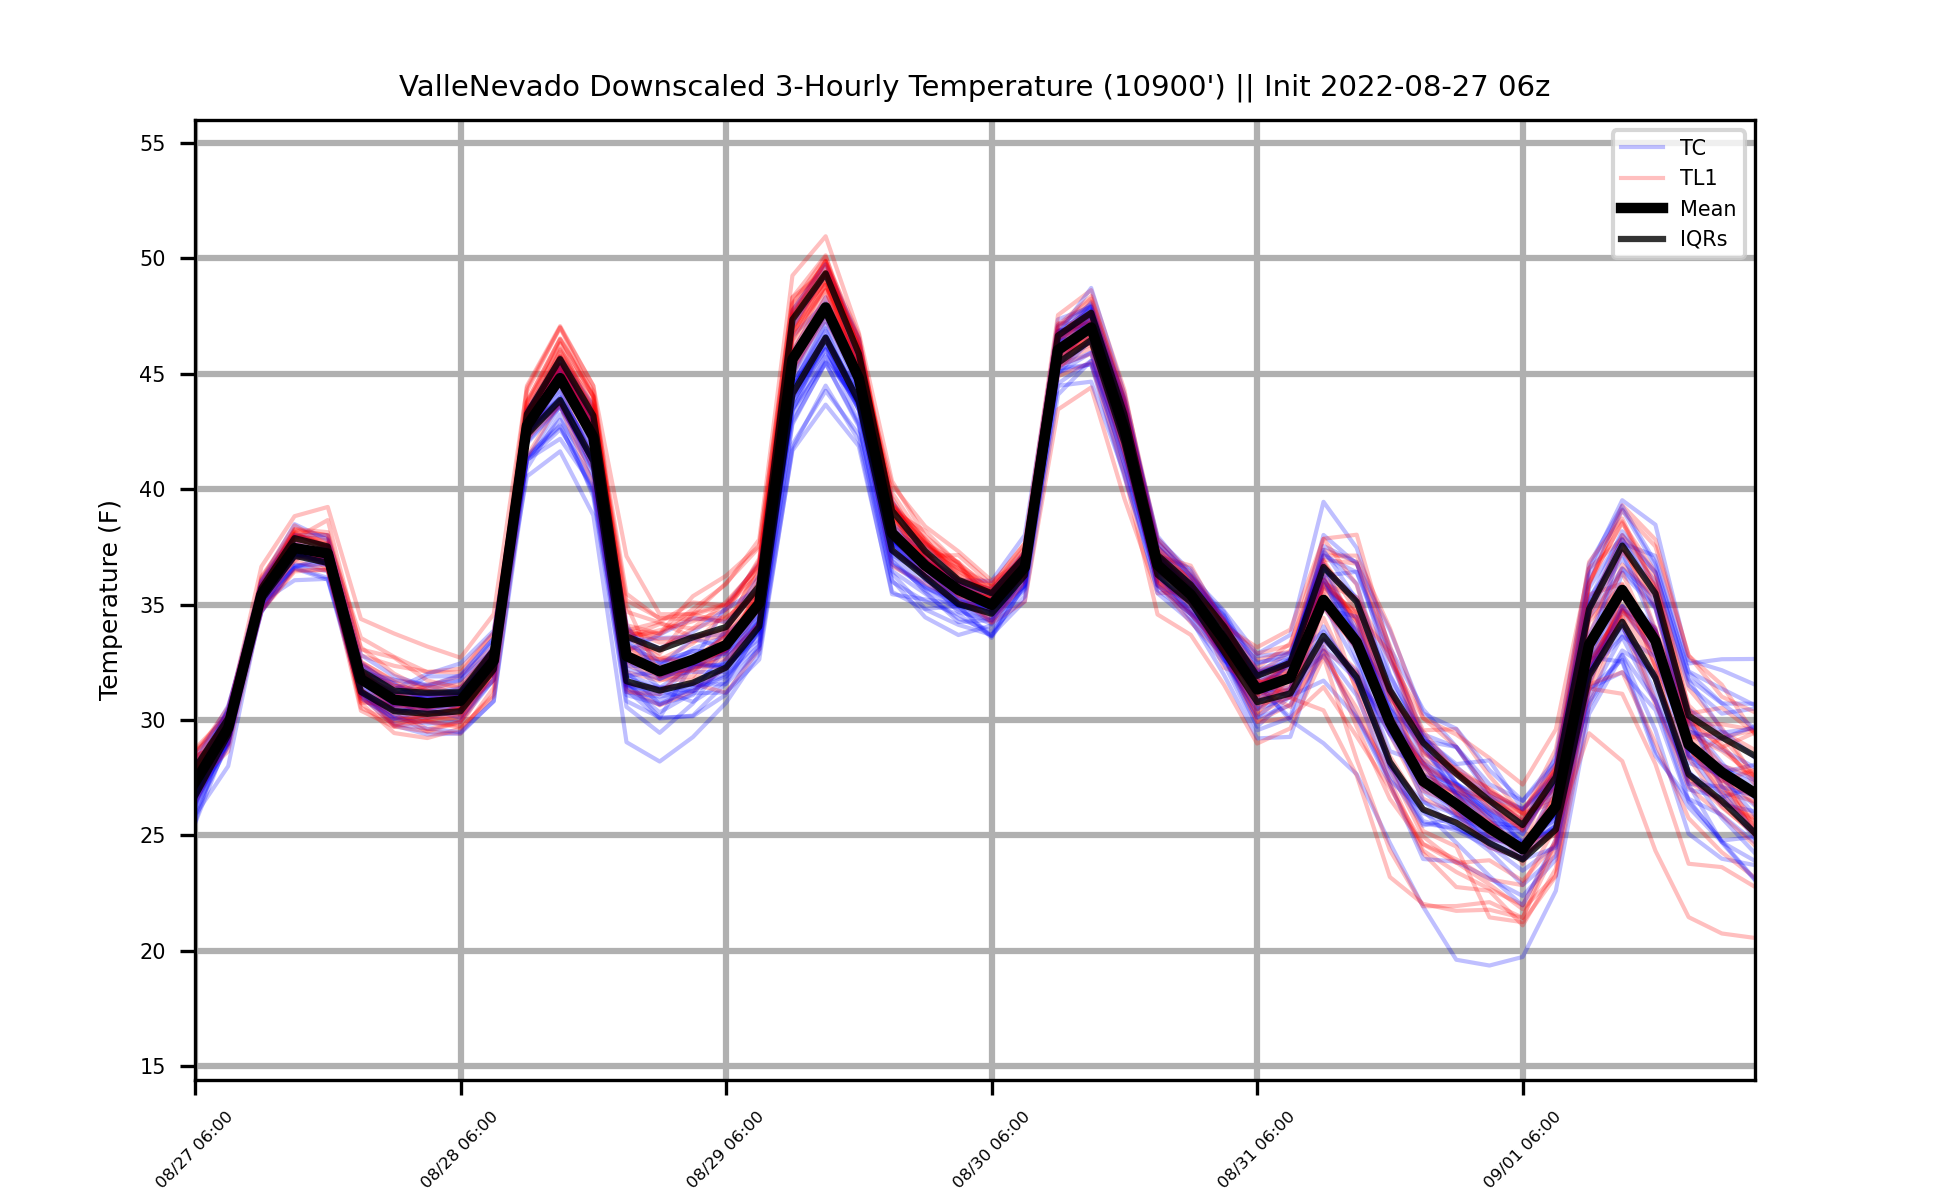 ValleNevado Downscaled 3-Hourly Temperature (10900') || Init 2022-08-27 06z
TC
TL1
Mean
IQRs
Temperature (F)
55
50
45
40
35
30
25
20
15
08/27 06:00
08/28 06:00
08/29 06:00
08/30 06:00
08/31 06:00
09/01 06:00